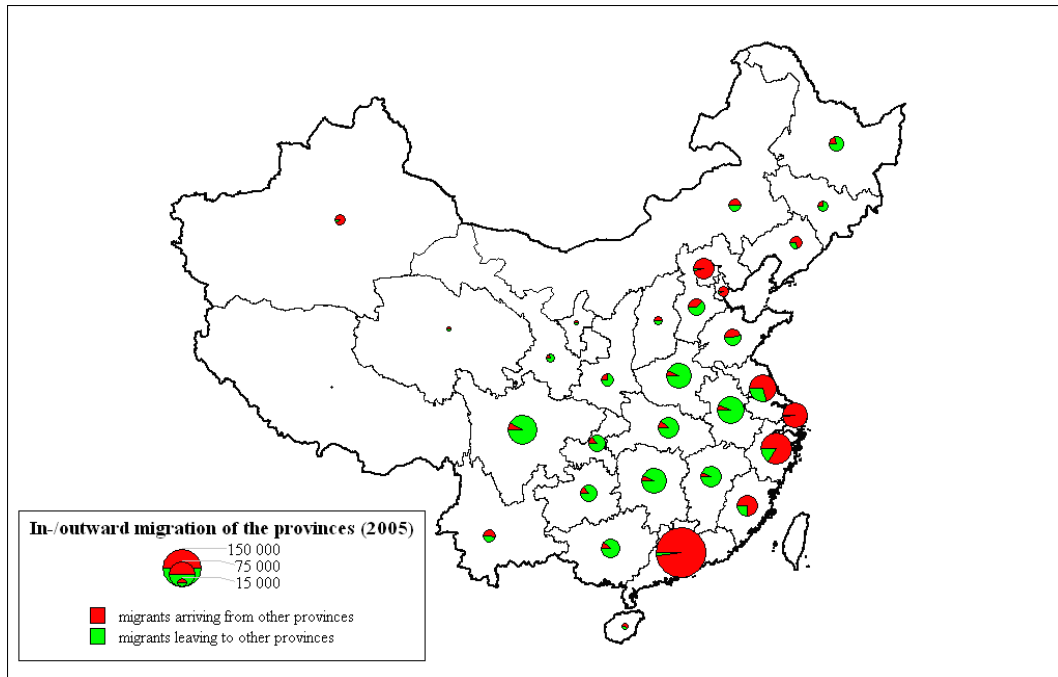 In-/outward migration of the provinces (2005)
150 000
75 000
15 000
migrants arriving from other provinces
migrants leaving to other provinces